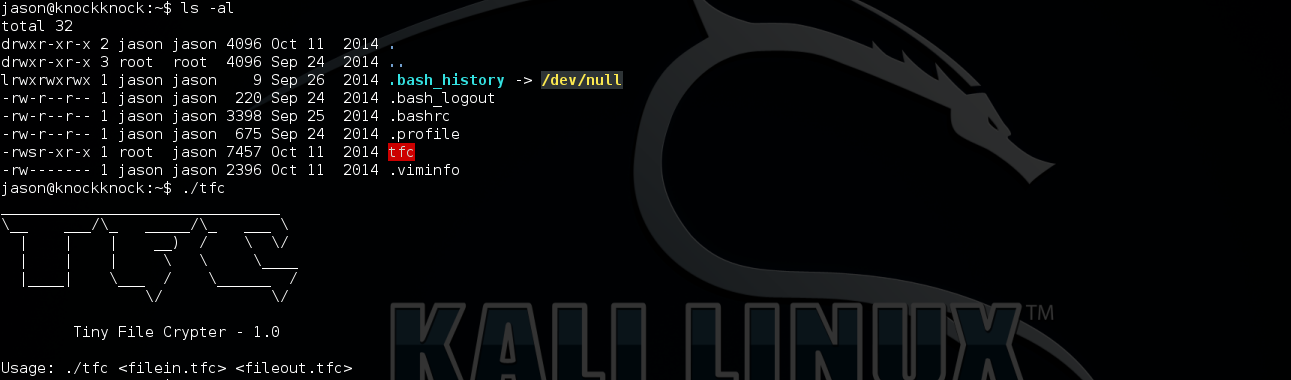 jason@knockknock:~$ ls -al
total 32
drwxr-xr-x 2 jason jason 4096 Oct 11  2014 .
drwxr-xr-x 3 root  root  4096 Sep 24  2014 ..
lrwxrwxrwx 1 jason jason    9 Sep 26  2014 .bash_history -> /dev/null
-rw-r--r-- 1 jason jason  220 Sep 24  2014 .bash_logout
-rw-r--r-- 1 jason jason 3398 Sep 25  2014 .bashrc
-rw-r--r-- 1 jason jason  675 Sep 24  2014 .profile
-rwsr-xr-x 1 root  jason 7457 Oct 11  2014 tfc
-rw------- 1 jason jason 2396 Oct 11  2014 .viminfo
jason@knockknock:~$ ./tfc
TFC
Tiny File Crypter - 1.0
Usage: ./tfc <filein.tfc> <fileout.tfc>
KALI LINUX™